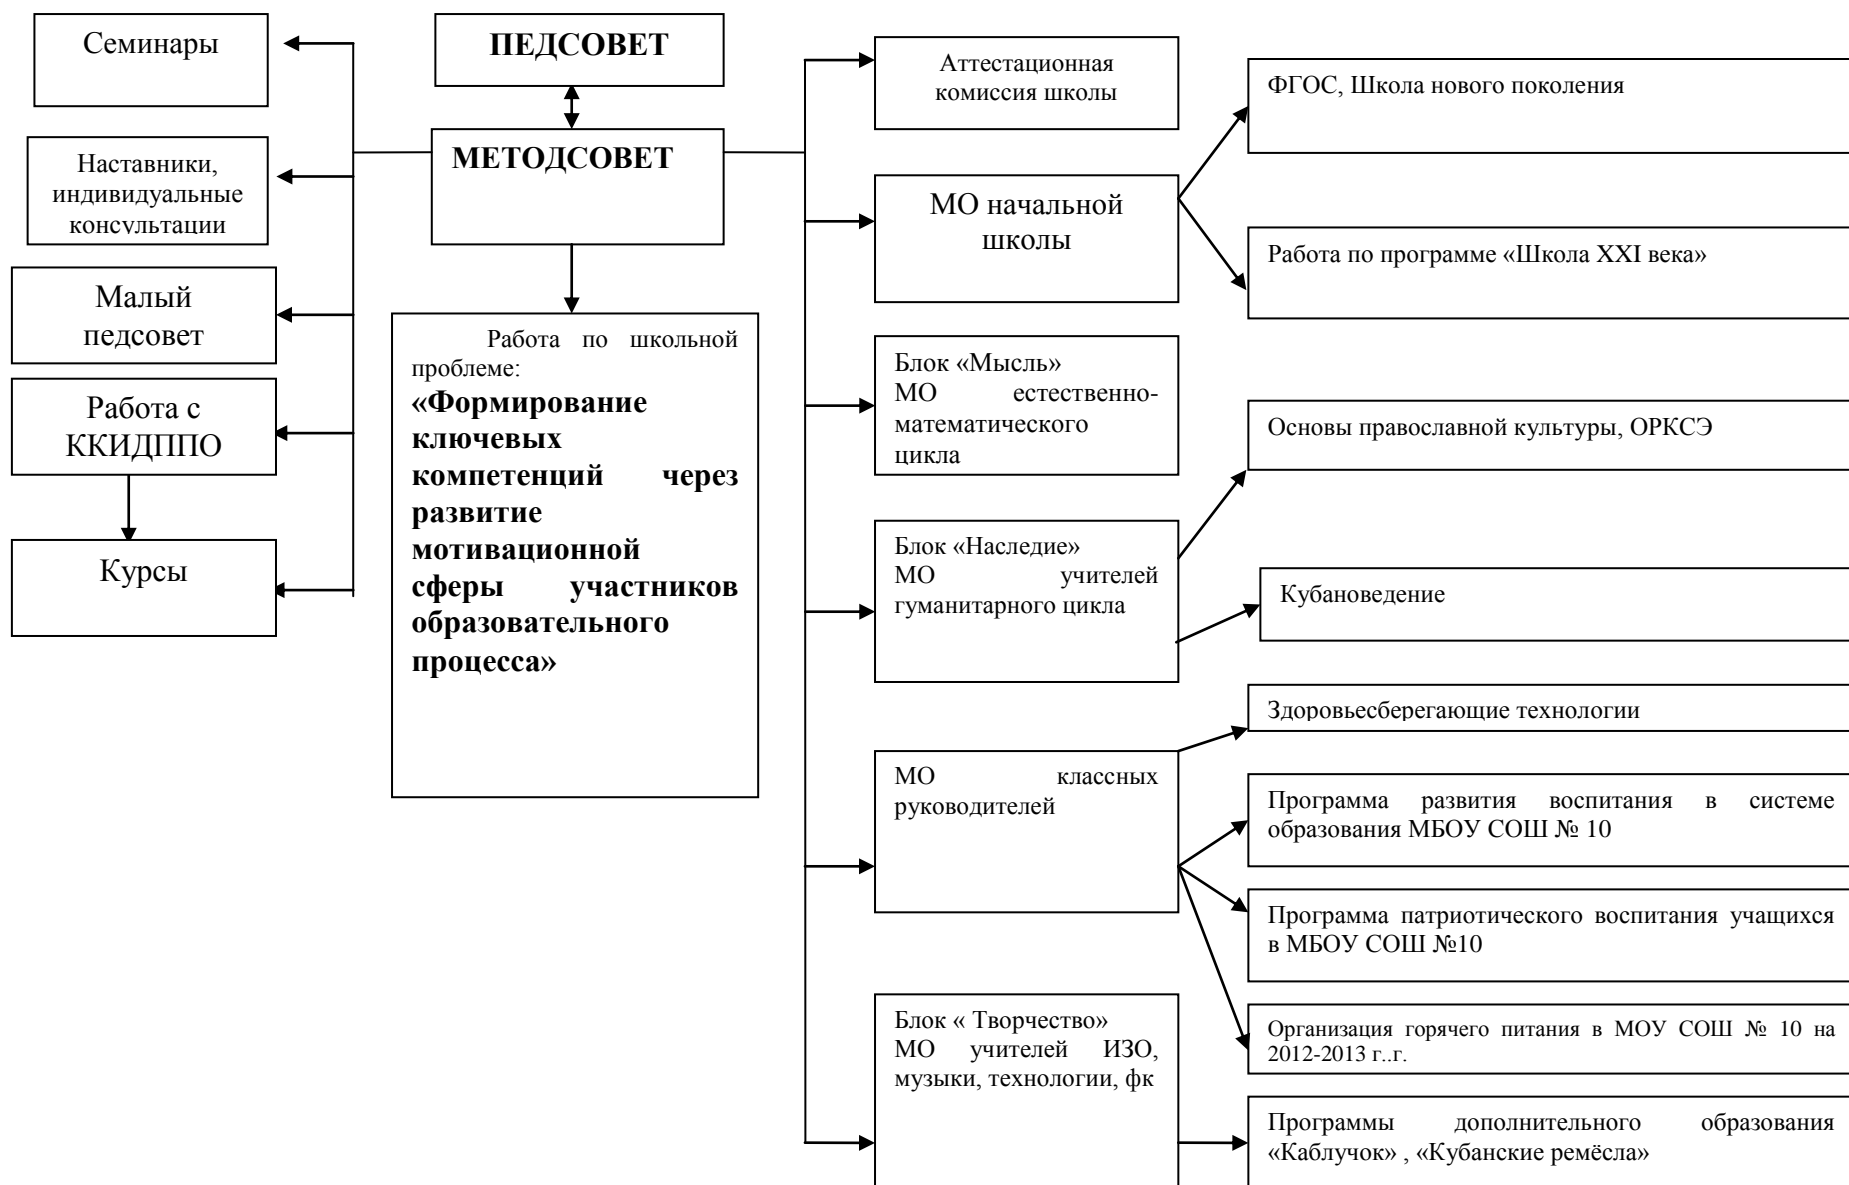 Семинары
Наставники,
индивидуальные
консультации
Малый
педсовет
Работа с
ККИДППО
Курсы
ПЕДСОВЕТ
МЕТОДСОВЕТ
Работа по школьной
проблеме:
«Формирование
ключевых
компетенций через
развитие
мотивационной
сферы участников
образовательного
процесса»
Аттестационная
комиссия школы
МО начальной
школы
Блок «Мысль»
МО естественно-
математического
цикла
Блок «Наследие»
МО учителей
гуманитарного цикла
МО классных
руководителей
Блок « Творчество»
МО учителей ИЗО,
музыки, технологии, фк
ФГОС, Школа нового поколения
Работа по программе «Школа XXI века»
Основы православной культуры, ОРКСЭ
Кубановедение
Здоровьесберегающие технологии
Программа развития воспитания в системе
образования МБОУ СОШ № 10
Программа патриотического воспитания учащихся
в МБОУ СОШ №10
Организация горячего питания в МОУ СОШ № 10 на
2012-2013 г..г.
Программы дополнительного образования
«Каблучок» , «Кубанские ремёсла»